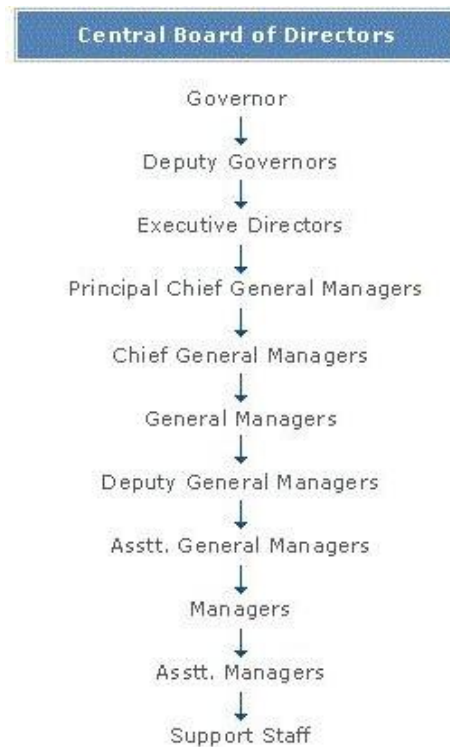 Central Board of Directors
Governor
Deputy Governors
Executive Directors
Principal Chief General Managers
Chief General Managers
General Managers
Deputy General Managers
Asstt. General Managers
Managers
Asstt. Managers
Support Staff